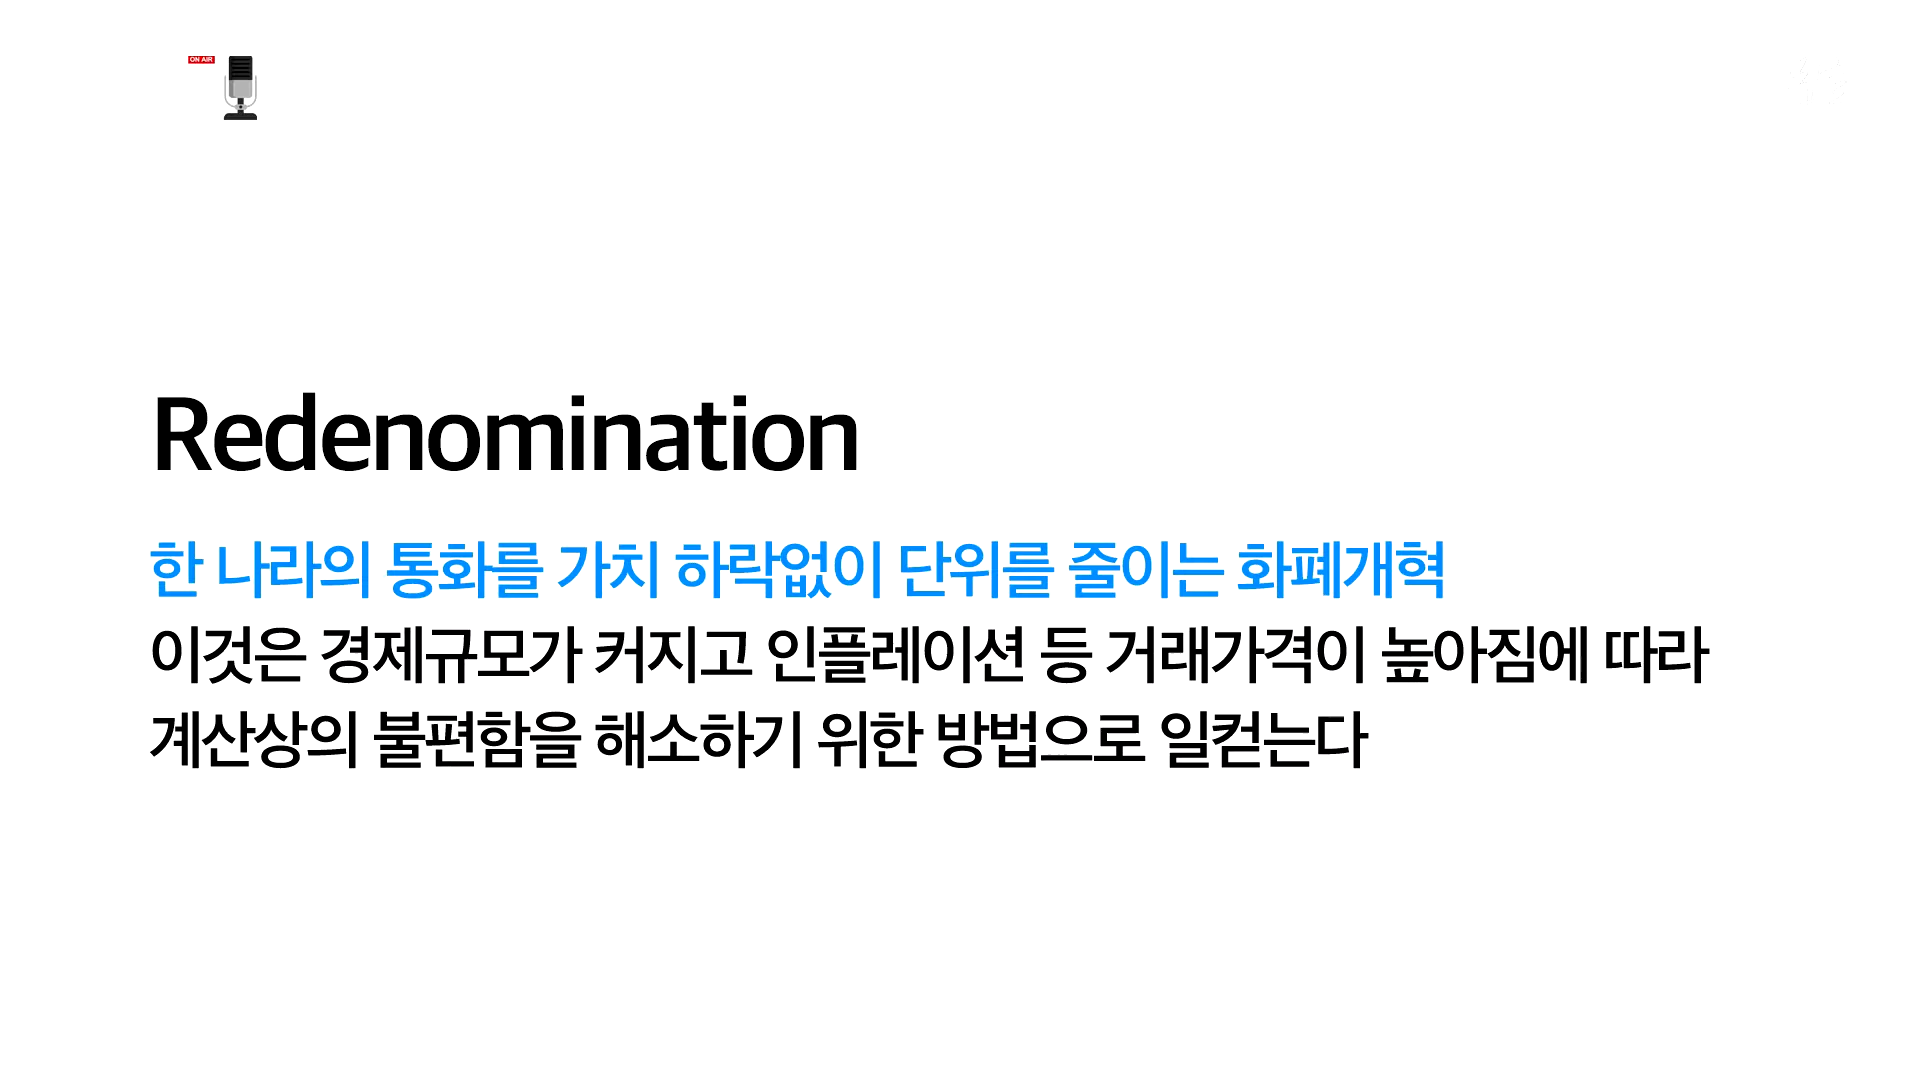 ON AIR
Redenomination
한 나라의 통화를 가치 하락없이 단위를 줄이는 화폐개혁
이것은 경제규모가 커지고 인플레이션 등 거래가격이 높아짐에 따라
계산상의 불편함을 해소하기 위한 방법으로 일컫는다